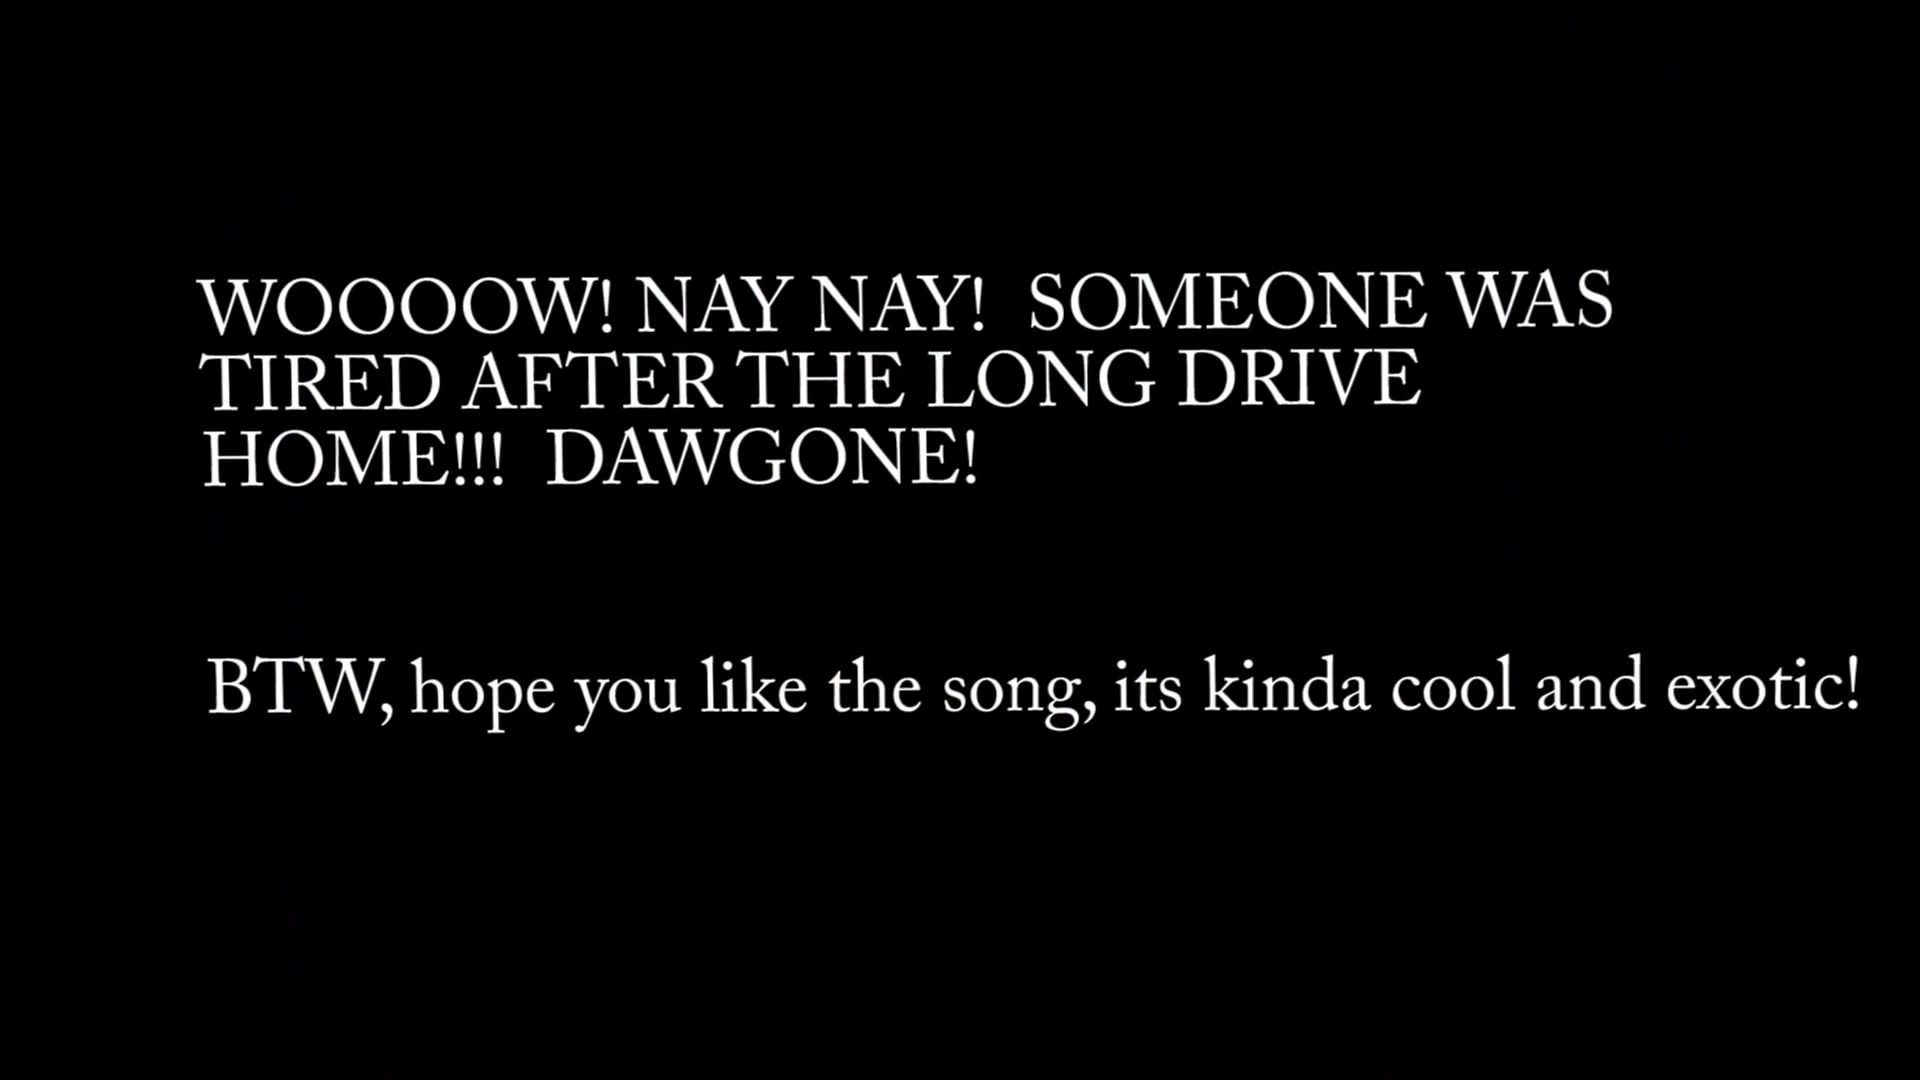 WOOOOW! NAY NAY!  SOMEONE WAS
TIRED AFTER THE LONG DRIVE
HOME!!!  DAWGONE!
BTW, hope you like the song, its kinda cool and exotic!